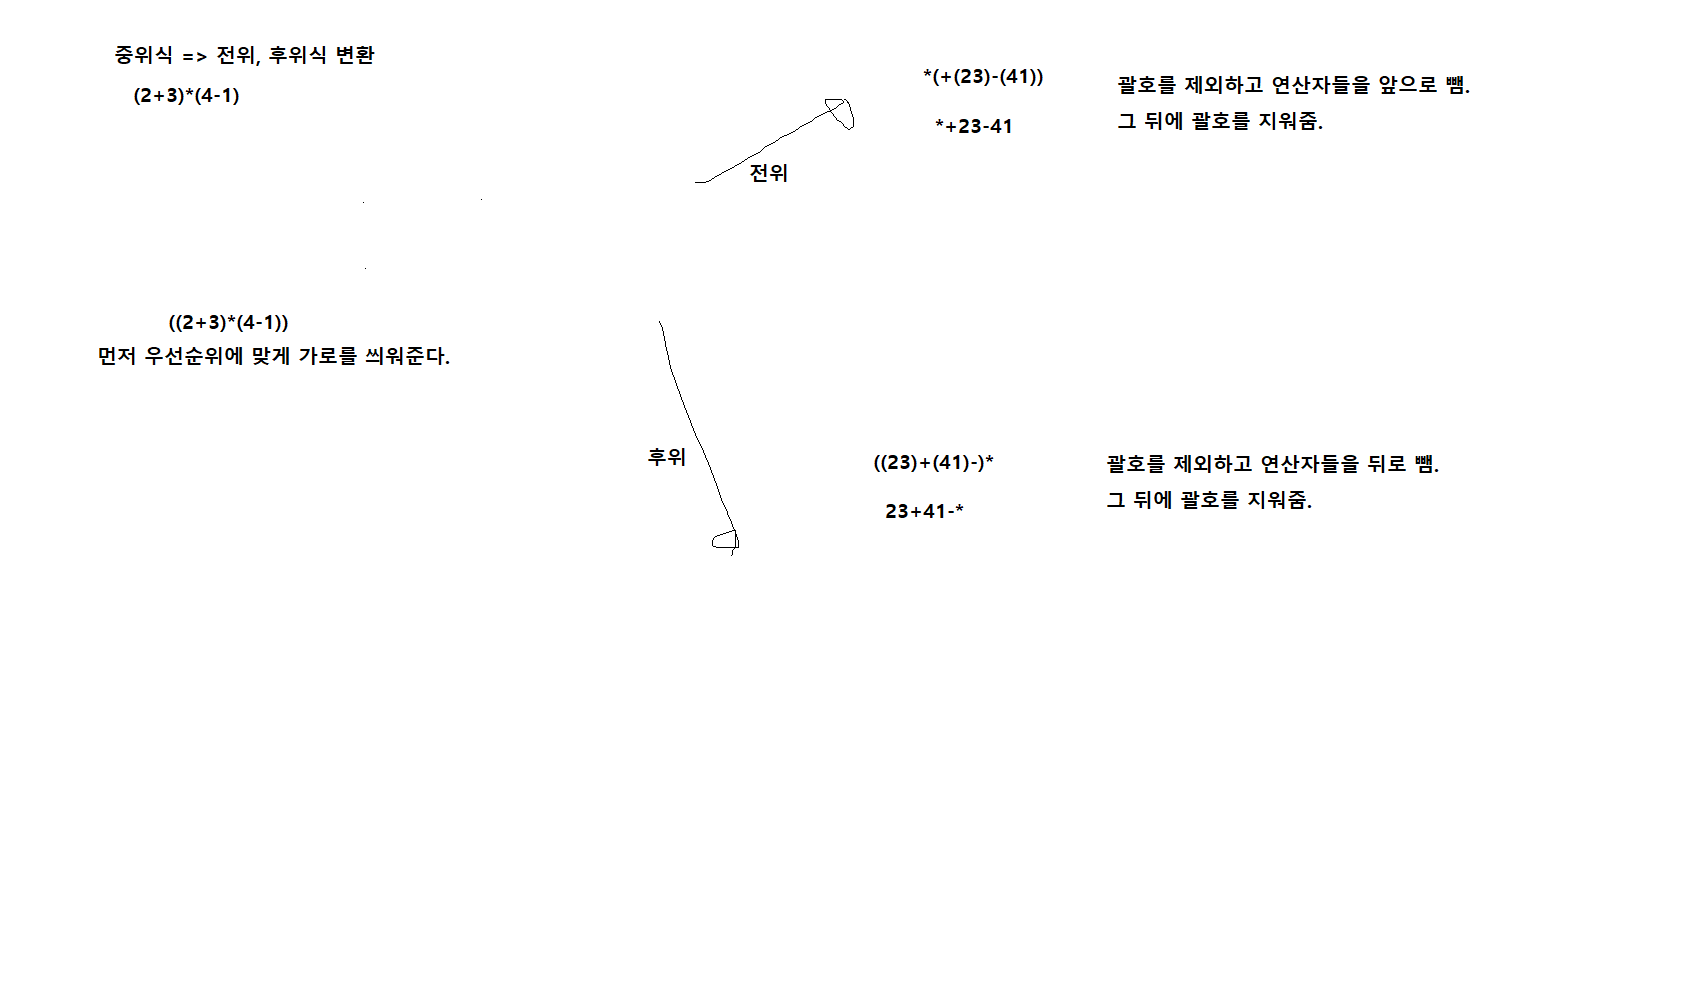 중위식 => 전위, 후위식 변환
(2+3)*(4-1)
*(+(23)-(41))
*+23-41
괄호를 제외하고 연산자들을 앞으로 뺌.
그 뒤에 괄호를 지워줌.
전위
((2+3)*(4-1))
먼저 우선순위에 맞게 가로를 씌워준다.
후위
((23)+(41)-)*
23+41-*
괄호를 제외하고 연산자들을 뒤로 뺌.
그 뒤에 괄호를 지워줌.